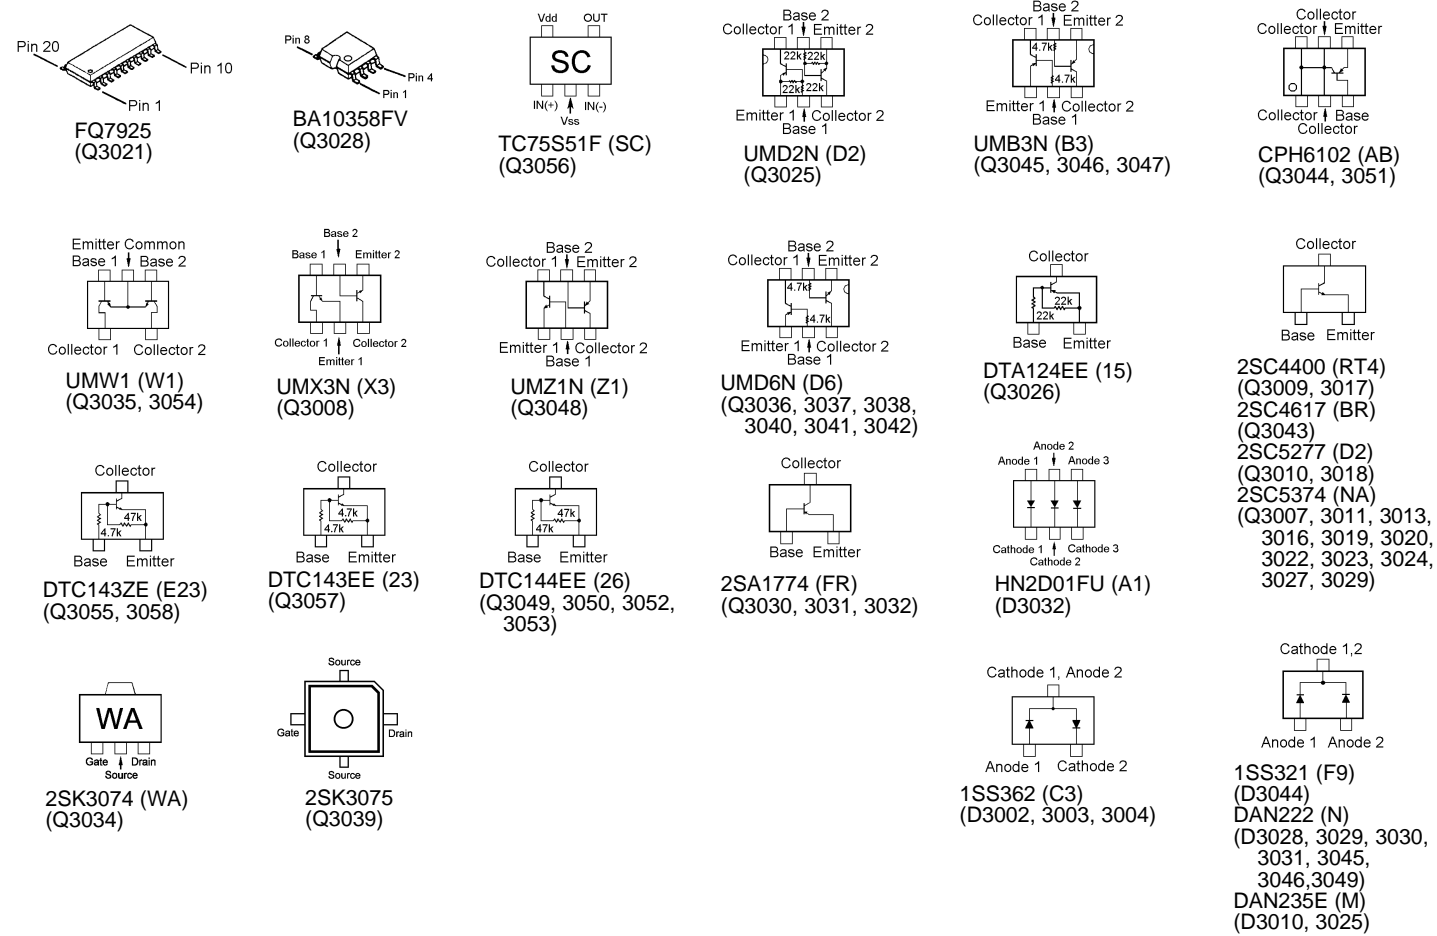 Pin 20
Pin 10
Pin 1
FQ7925
(Q3021)
Pin 8
Pin 4
Pin 1
BA10358FV
(Q3028)
Vdd OUT
SC
IN(+) IN(-)
Vss
TC75S51F (SC)
(Q3056)
Base 2
Collector 1 Emitter 2
22k 22k
22k 22k
Emitter 1 Collector 2
Base 1
UMD2N (D2)
(Q3025)
Base 2
Collector 1 Emitter 2
4.7k
4.7k
Emitter 1 Collector 2
Base 1
UMB3N (B3)
(Q3045, 3046, 3047)
Collector
Collector Emitter
Collector Base
Collector
CPH6102 (AB)
(Q3044, 3051)
Emitter Common
Base 1 Base 2
Collector 1 Collector 2
UMW1 (W1)
(Q3035, 3054)
Base 2
Base 1 Emitter 2
Collector 1 Collector 2
Emitter 1
UMX3N (X3)
(Q3008)
Base 2
Collector 1 Emitter 2
Emitter 1 Collector 2
Base 1
UMZ1N (Z1)
(Q3048)
Base 2
Collector 1 Emitter 2
4.7k
4.7k
Emitter 1 Collector 2
Base 1
UMD6N (D6)
(Q3036, 3037, 3038,
3040, 3041, 3042)
Collector
22k
22k
Base Emitter
DTA124EE (15)
(Q3026)
Collector
Base Emitter
2SC4400 (RT4)
(Q3009, 3017)
2SC4617 (BR)
(Q3043)
2SC5277 (D2)
(Q3010, 3018)
2SC5374 (NA)
(Q3007, 3011, 3013,
3016, 3019, 3020,
3022, 3023, 3024,
3027, 3029)
Collector
47k
4.7k
Base Emitter
DTC143ZE (E23)
(Q3055, 3058)
Collector
4.7k
4.7k
Base Emitter
DTC143EE (23)
(Q3057)
Collector
47k
47k
Base Emitter
DTC144EE (26)
(Q3049, 3050, 3052,
3053)
Collector
Base Emitter
2SA1774 (FR)
(Q3030, 3031, 3032)
Anode 2
Anode 1 Anode 3
Cathode 1 Cathode 3
Cathode 2
HN2D01FU (A1)
(D3032)
WA
Gate Drain
Source
2SK3074 (WA)
(Q3034)
Source
Gate Drain
Source
2SK3075
(Q3039)
Cathode 1, Anode 2
Anode 1 Cathode 2
1SS362 (C3)
(D3002, 3003, 3004)
Cathode 1,2
Anode 1 Anode 2
1SS321 (F9)
(D3044)
DAN222 (N)
(D3028, 3029, 3030,
3031, 3045,
3046,3049)
DAN235E (M)
(D3010, 3025)